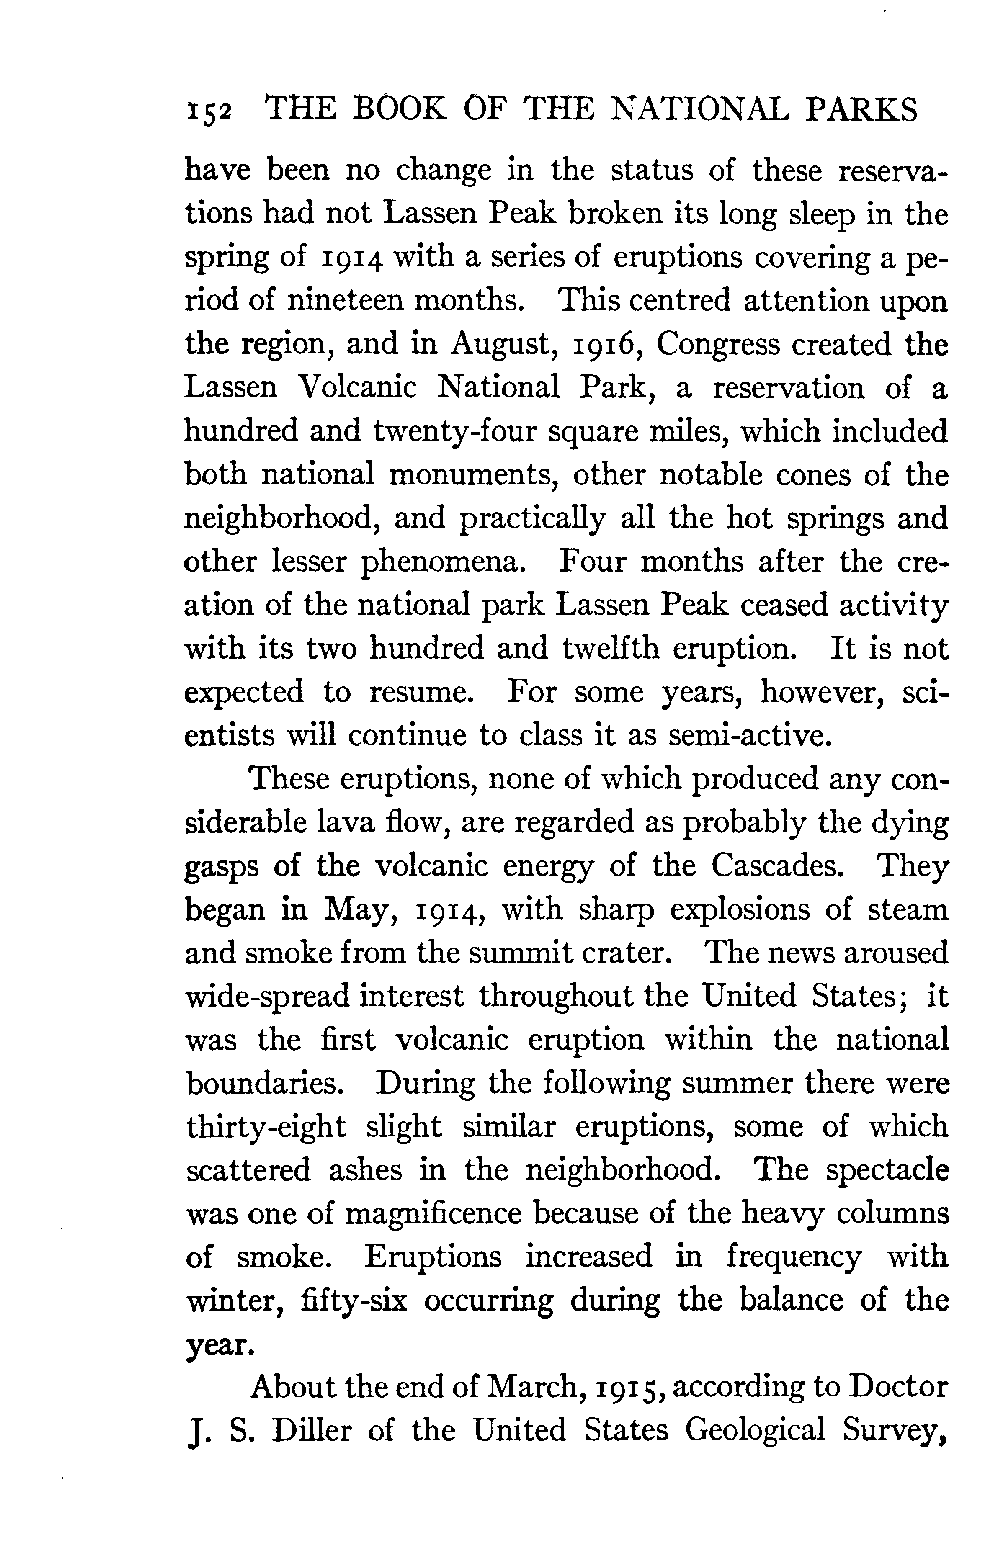 152 THE BOOK OF THE NATIONAL PARKS
have been no change in the status of these reserva-
tions had not Lassen Peak broken its long sleep in the
spring of 1914 with a series of eruptions covering a pe-
riod of nineteen months. This centred attention upon
the region, and in August, 1916, Congress created the
Lassen Volcanic National Park, a reservation of a
hundred and twenty-four square miles, which included
both national monuments, other notable cones of the
neighborhood, and practically all the hot springs and
other lesser phenomena. Four months after the cre-
ation of the national park Lassen Peak ceased activity
with its two hundred and twelfth eruption. It is not
expected to resume. For some years, however, sci-
entists will continue to class it as semi-active.
These eruptions, none of which produced any con-
siderable lava flow, are regarded as probably the dying
gasps of the volcanic energy of the Cascades. They
began in May, 1914, with sharp explosions of steam
and smoke from the summit crater. The news aroused
wide-spread interest throughout the United States; it
was the first volcanic eruption within the national
boundaries. During the following summer there were
thirty-eight slight similar eruptions, some of which
scattered ashes in the neighborhood. The spectacle
was one of magnificence because of the heavy columns
of smoke. Eruptions increased in frequency with
winter, fifty-six occurring during the balance of the
year.
About the end of March, 1915, according to Doctor
J. S. Diller of the United States Geological Survey,